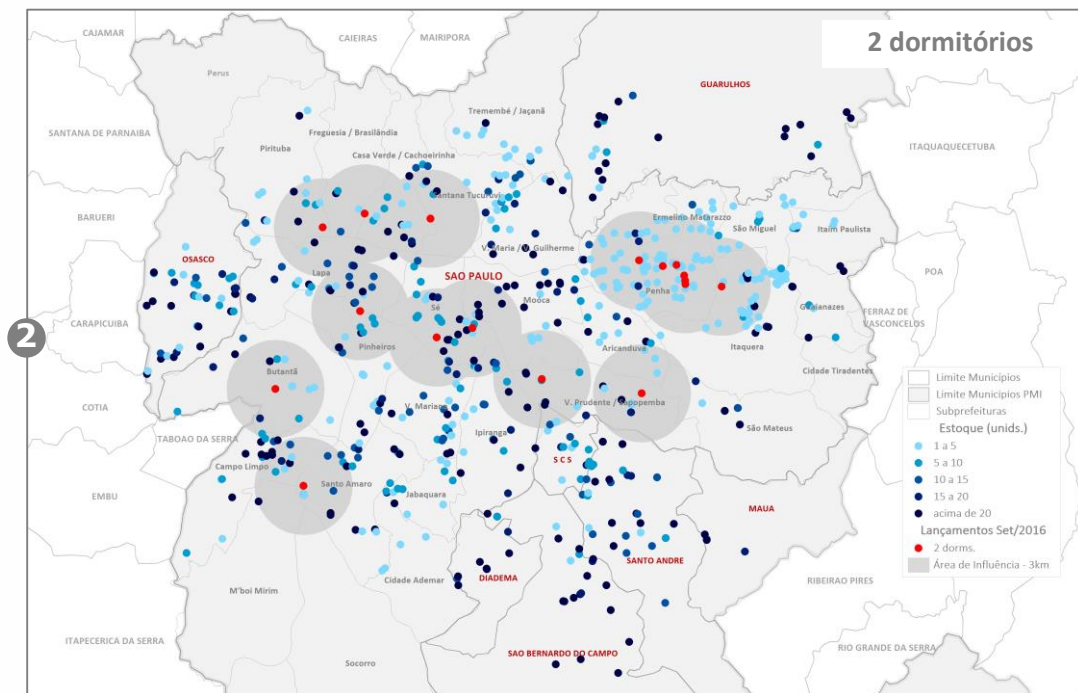 2 dormitórios
CAJAMAR
CAIEIRAS
MAIRIPORA
Perus
GUARULHOS
SANTANA DE PARNAIBA
Tremembé / Jaçanã
Freguesia / Brasilândia
Pirituba
Casa Verde / Cachoeirinha
ITAQUAQUECETUBA
Santana Tucuruvi
BARUERI
Ermelino Matarazzo
São Miguel
Itaim Paulista
V. Maria / V. Guilherme
OSASCO
Lapa
SAO PAULO
Penha
POA
Sé
Mooca
Guaianazes
FERRAZ DE
VASCONCELOS
CARAPICUIBA
2
Pinheiros
Aricanduva
Itaquera
Butantã
Cidade Tiradentes
COTIA
V. Mariana
V. Prudente / Sapopemba
São Mateus
TABOAO DA SERRA
Ipiranga
S C S
Campo Limpo
Santo Amaro
EMBU
Jabaquara
MAUA
SANTO ANDRE
DIADEMA
Cidade Ademar
M'boi Mirim
RIBEIRAO PIRES
ITAPECERICA DA SERRA
SAO BERNARDO DO CAMPO
RIO GRANDE DA SERRA
Socorro
Limite Municípios
Limite Municípios PMI
Subprefeituras
Estoque (unids.)
1 a 5
5 a 10
10 a 15
15 a 20
acima de 20
Lançamentos Set/2016
2 dorms.
Área de Influência - 3km